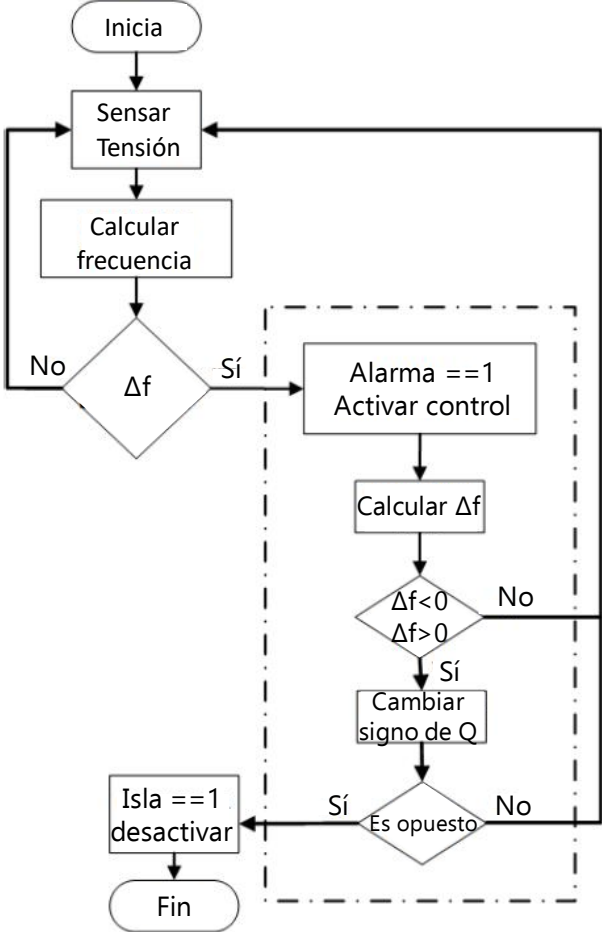 Inicia
Sensar
Tensión
Calcular
frecuencia
Δf
No
Sí
Alarma ==1
Activar control
Calcular Δf
Δf<0
Δf>0
No
Sí
Cambiar
signo de Q
Es opuesto
No
Sí
Isla ==1
desactivar
Fin